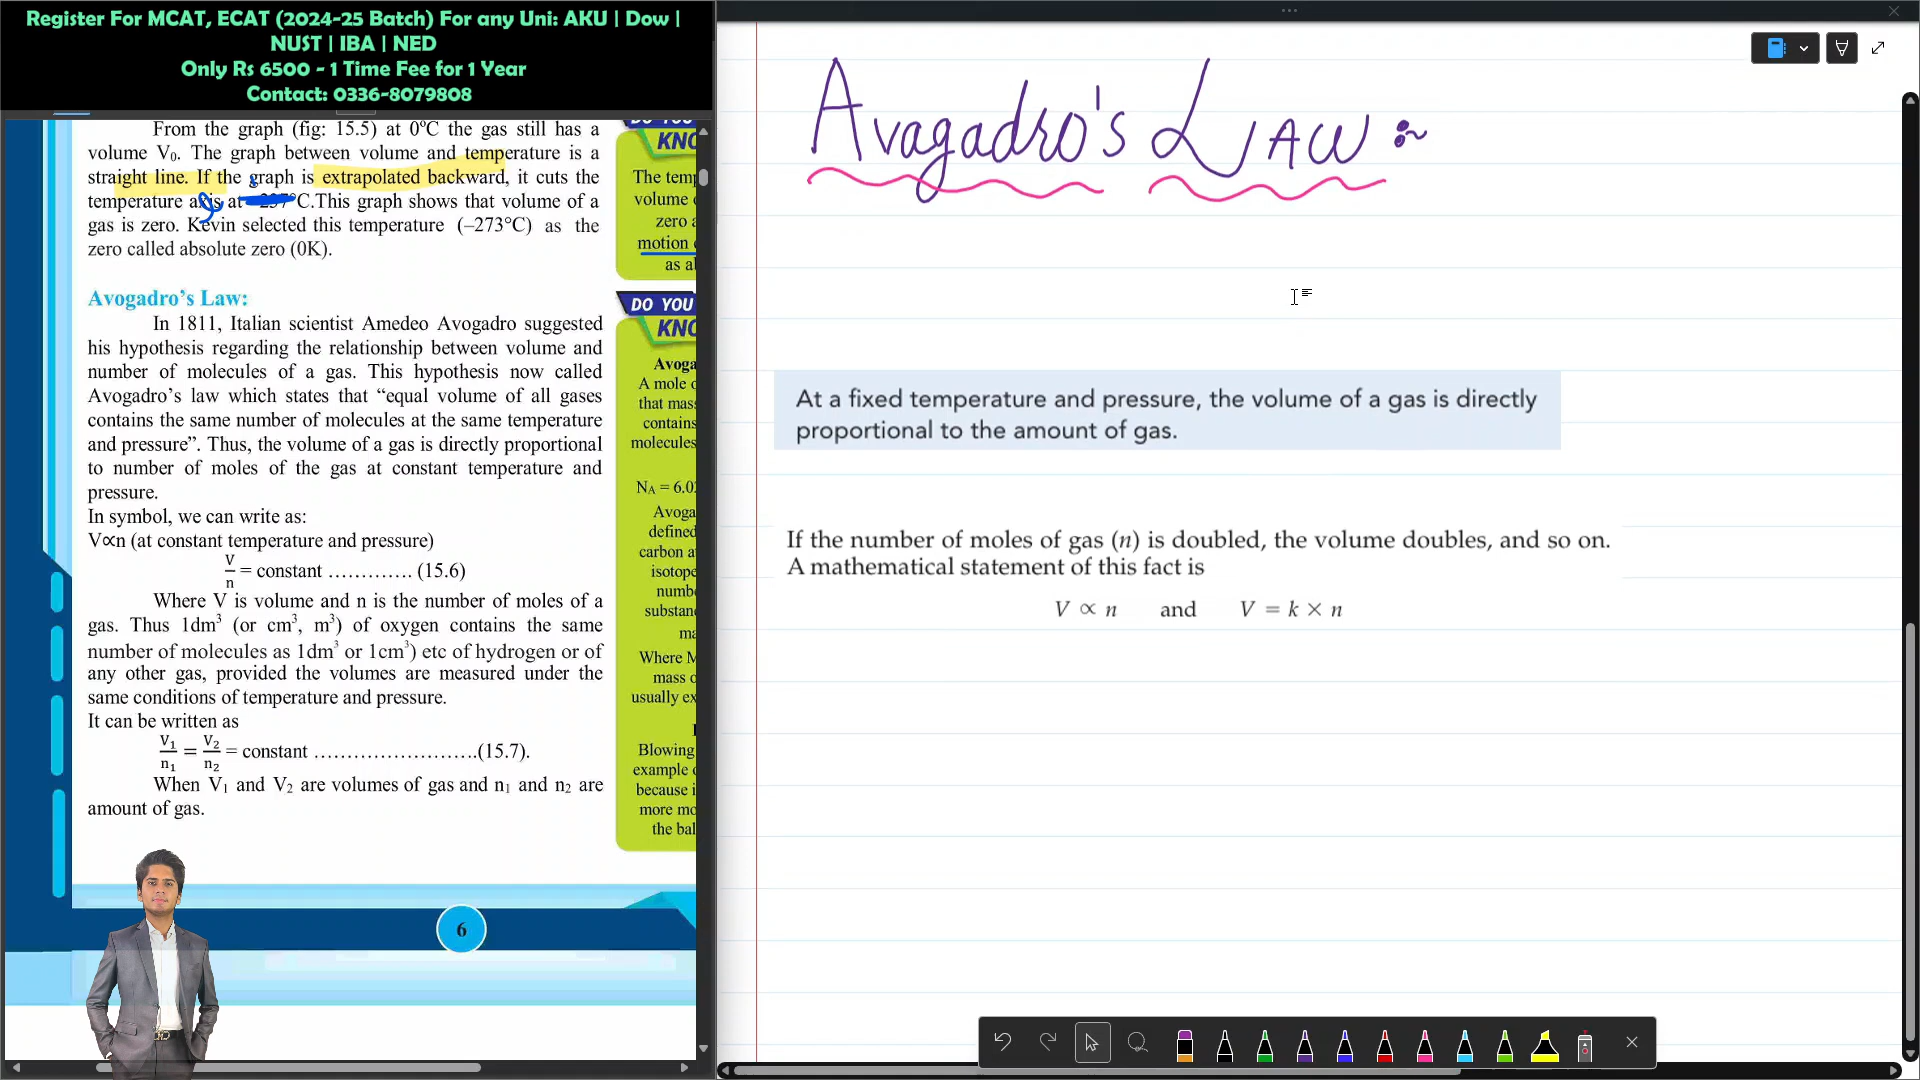 Register For MCAT, ECAT (2024-25 Batch) For any Uni: AKU | Dow |
NUST | IBA | NED
Only Rs 6500 - 1 Time Fee for 1 Year
Contact: 0336-8079808
From the graph (fig: 15.5) at 0°C the gas still has a
volume V₀. The graph between volume and temperature is a
straight line. If the graph is extrapolated backward, it cuts the
temperature axis at °C.This graph shows that volume of a
gas is zero. Kevin selected this temperature (–273°C) as the
zero called absolute zero (0K).
Avogadro's Law:
In 1811, Italian scientist Amedeo Avogadro suggested
his hypothesis regarding the relationship between volume and
number of molecules of a gas. This hypothesis now called
Avogadro's law which states that “equal volume of all gases
contains the same number of molecules at the same temperature
and pressure”. Thus, the volume of a gas is directly proportional
to number of moles of the gas at constant temperature and
pressure.
In symbol, we can write as:
V∝n (at constant temperature and pressure)
V/n = constant …………. (15.6)
Where V is volume and n is the number of moles of a
gas. Thus 1dm³ (or cm³, m³) of oxygen contains the same
number of molecules as 1dm³ or 1cm³) etc of hydrogen or of
any other gas, provided the volumes are measured under the
same conditions of temperature and pressure.
It can be written as
V₁/n₁ = V₂/n₂ = constant …………………….(15.7).
When V₁ and V₂ are volumes of gas and n₁ and n₂ are
amount of gas.
6
KNO
The temp
volume o
zero a
motion
as al
DO YOU
KNO
Avoga
A mole o
that mass
contains
molecules
N_A = 6.02
Avoga
defined
carbon a
isotope
numb
substan
ma
Where M
mass o
usually ex
Blowing
example o
because i
more mo
the bal
Avagadro's LAW :~
At a fixed temperature and pressure, the volume of a gas is directly
proportional to the amount of gas.
If the number of moles of gas (n) is doubled, the volume doubles, and so on.
A mathematical statement of this fact is
V ∝ n and V = k × n